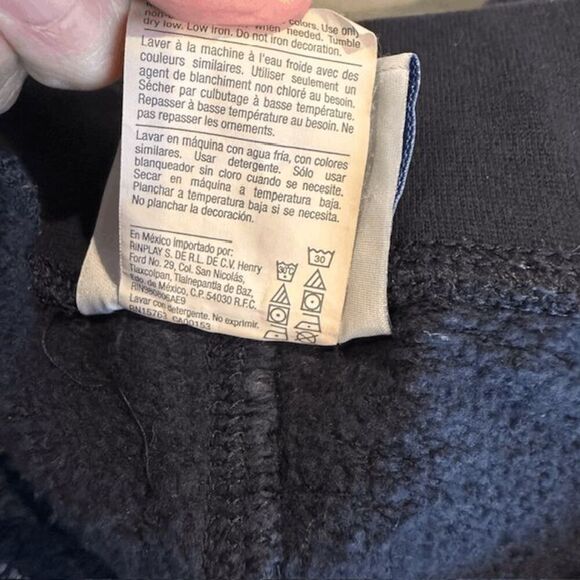 colors. Use only
when needed. Tumble
dry low. Low iron. Do not iron decoration.
Laver à la machine à l'eau froide avec des
couleurs similaires. Utiliser seulement un
agent de blanchiment non chloré au besoin.
Sécher par culbutage à basse température.
Repasser à basse température au besoin. Ne
pas repasser les ornements.
Lavar en máquina con agua fría, con colores
similares. Usar detergente. Sólo usar
blanqueador sin cloro cuando se necesite.
Secar en máquina a temperatura baja.
Planchar a temperatura baja si se necesita.
No planchar la decoración.
En México importado por:
RINPLAY S. DE R.L. DE C.V. Henry
Ford No. 29, Col. San Nicolás,
Tlaxcolpan, Tlalnepantla de Baz,
Edo. de México, C.P. 54030 R.F.C.
RIN960606AE9
Lavar con detergente. No exprimir.
RN15763 CA00153
30°C
30